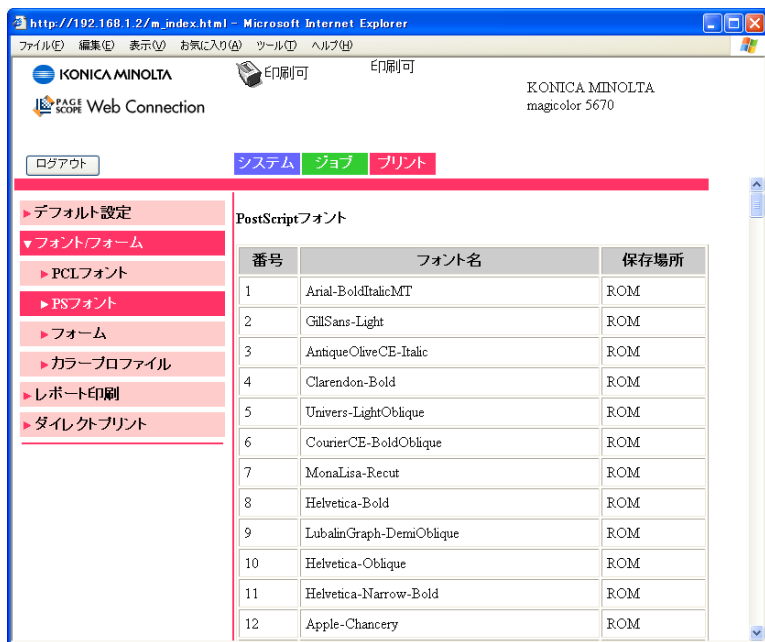 http://192.168.1.2/m_index.html - Microsoft Internet Explorer
ファイル(F) 編集(E) 表示(V) お気に入り(A) ツール(T) ヘルプ(H)
KONICA MINOLTA
印刷可
印刷可
KONICA MINOLTA
magicolor 5670
PAGE SCOPE Web Connection
ログアウト
システム ジョブ プリント
デフォルト設定
フォント/フォーム
PCLフォント
PSフォント
フォーム
カラープロファイル
レポート印刷
ダイレクトプリント
PostScriptフォント
番号 フォント名 保存場所
1 Arial-BoldItalicMT ROM
2 GillSans-Light ROM
3 AntiqueOliveCE-Italic ROM
4 Clarendon-Bold ROM
5 Univers-LightOblique ROM
6 CourierCE-BoldOblique ROM
7 MonaLisa-Recut ROM
8 Helvetica-Bold ROM
9 LubalinGraph-DemiOblique ROM
10 Helvetica-Oblique ROM
11 Helvetica-Narrow-Bold ROM
12 Apple-Chancery ROM